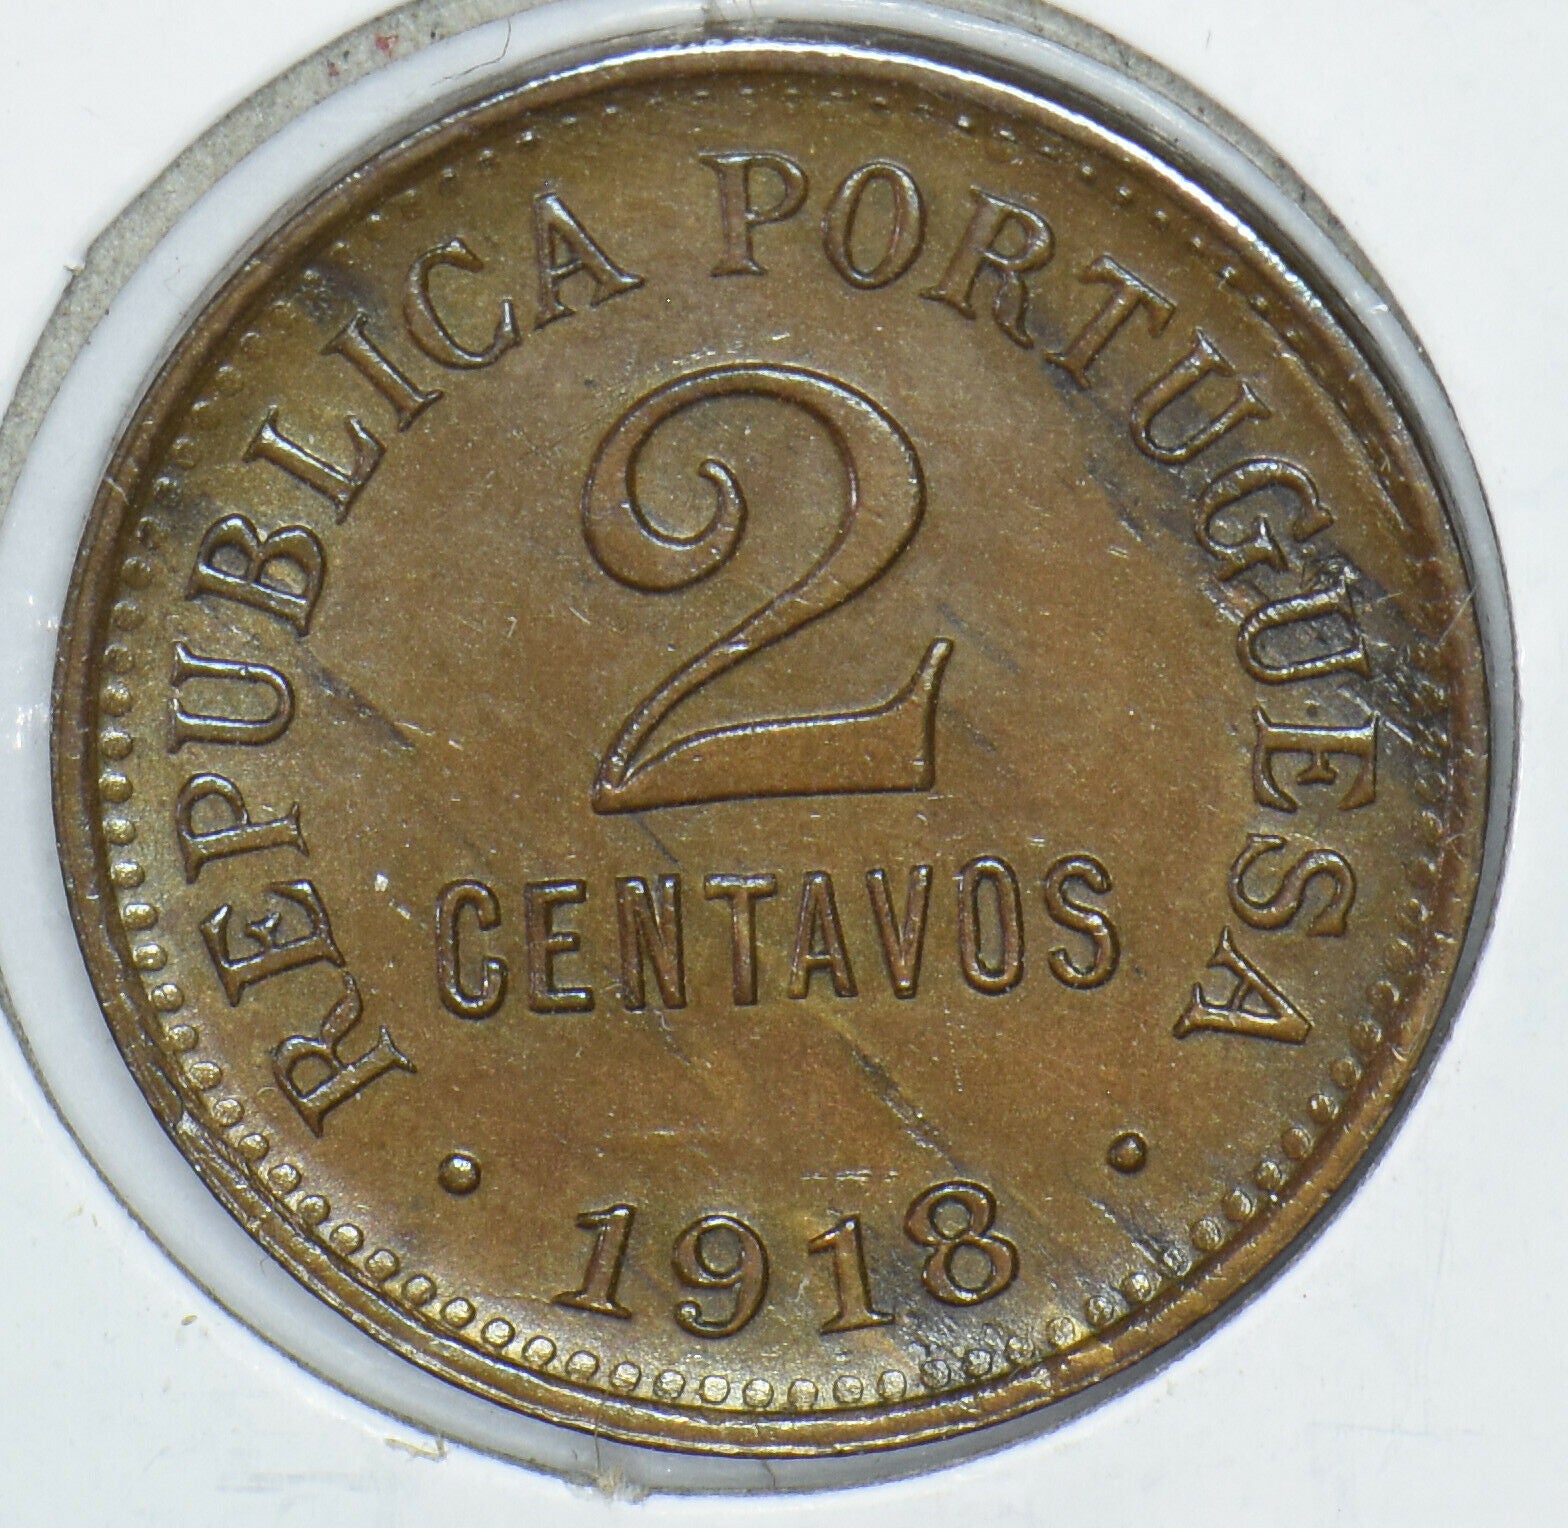 REPUBLICA PORTUGUESA
2
CENTAVOS
· 1918 ·